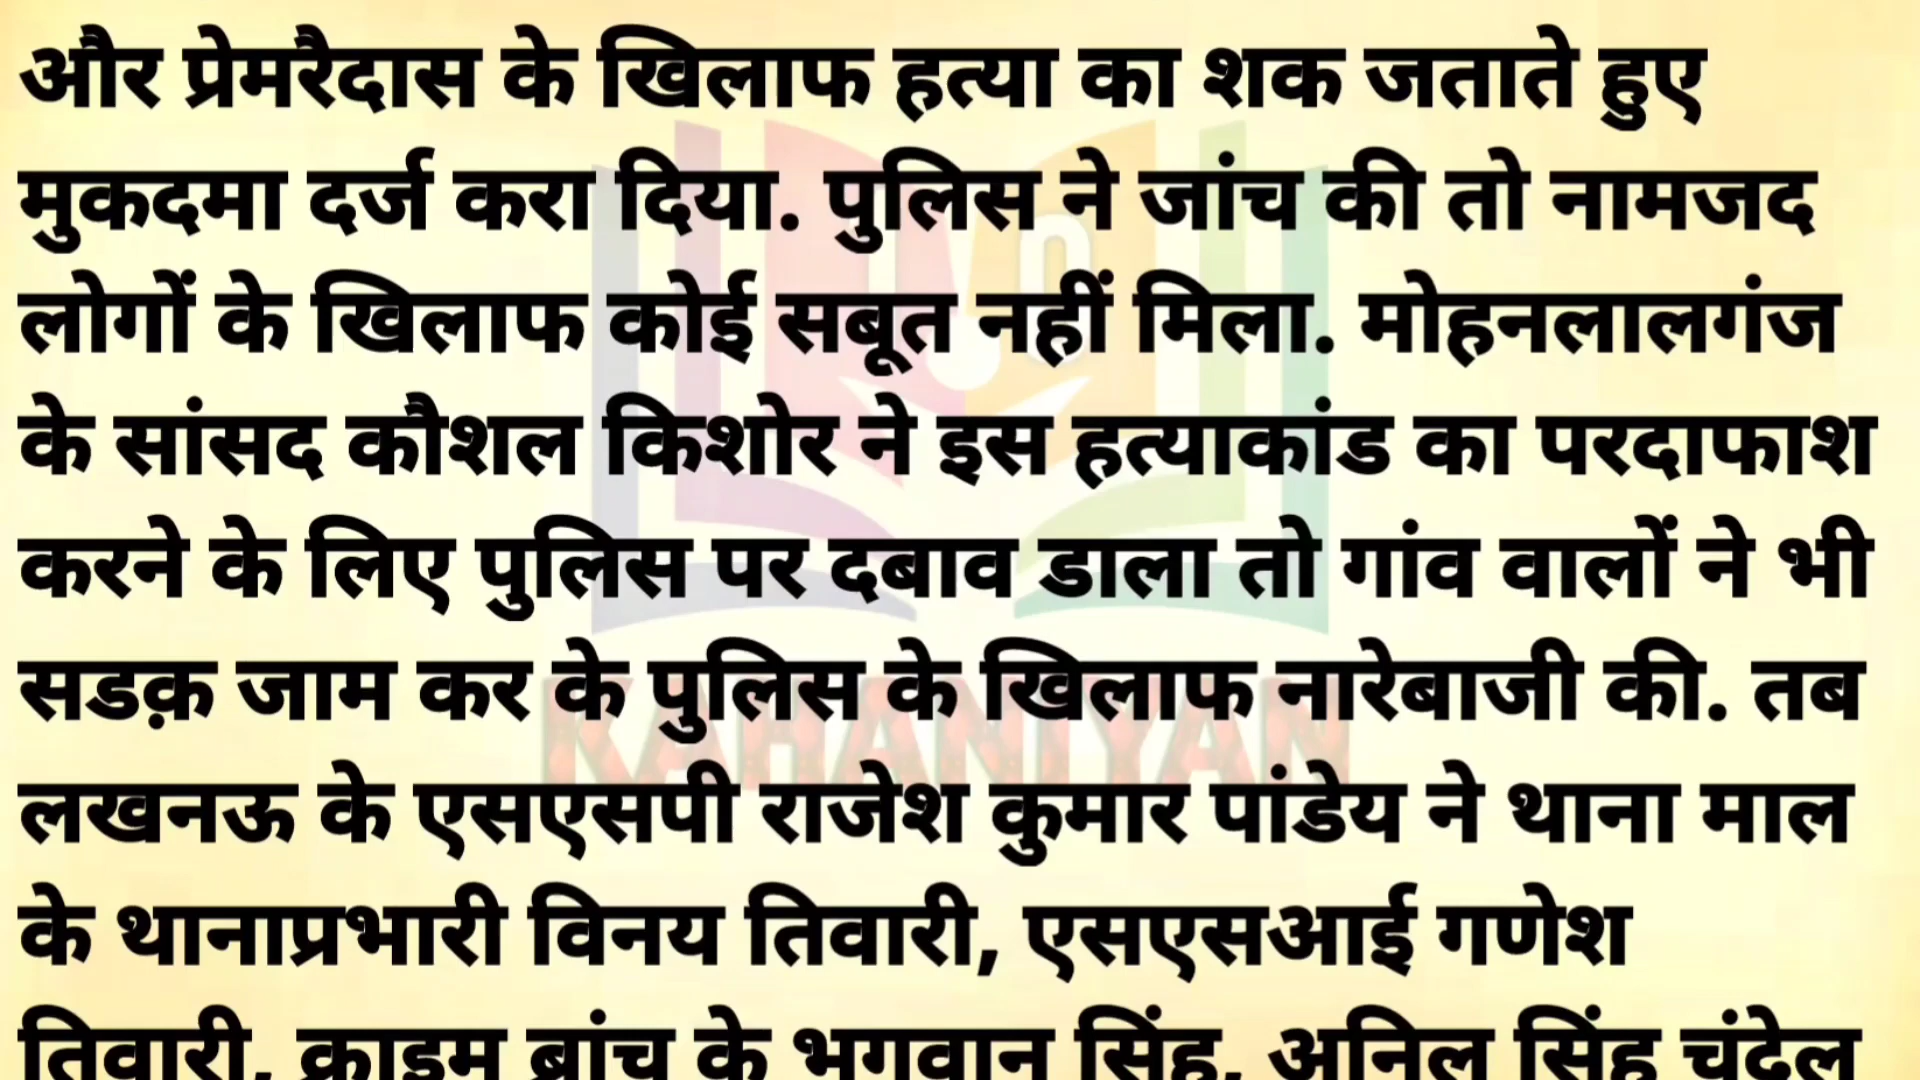 और प्रेमरैदास के खिलाफ हत्या का शक जताते हुए
मुकदमा दर्ज करा दिया. पुलिस ने जांच की तो नामजद
लोगों के खिलाफ कोई सबूत नहीं मिला. मोहनलालगंज
के सांसद कौशल किशोर ने इस हत्याकांड का परदाफाश
करने के लिए पुलिस पर दबाव डाला तो गांव वालों ने भी
सडक़ जाम कर के पुलिस के खिलाफ नारेबाजी की. तब
KAHANIYAN
लखनऊ के एसएसपी राजेश कुमार पांडेय ने थाना माल
के थानाप्रभारी विनय तिवारी, एसएसआई गणेश
तिवारी, क्राइम ब्रांच के भगवान सिंह, अनिल सिंह चंदेल